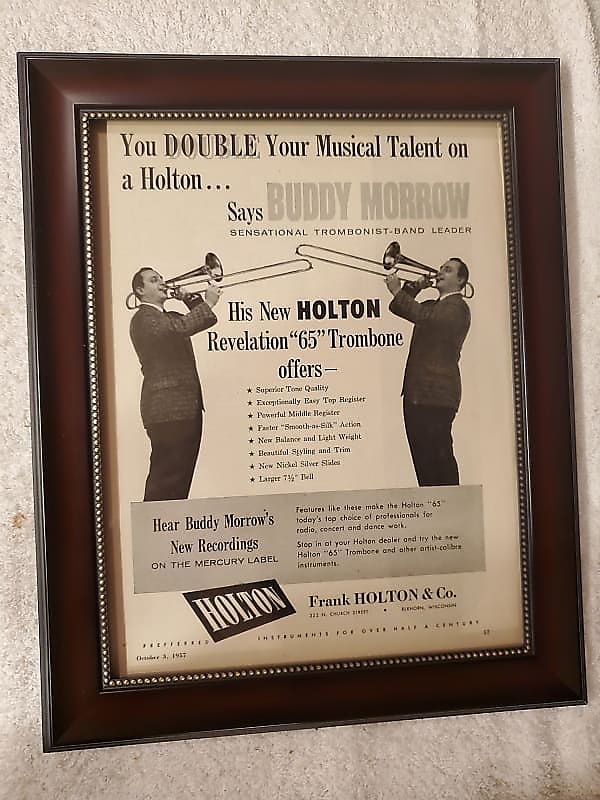 You DOUBLE Your Musical Talent on
a Holton...
Says BUDDY MORROW
SENSATIONAL TROMBONIST-BAND LEADER
His New HOLTON
Revelation "65" Trombone
offers—
★ Superior Tone Quality
★ Exceptionally Easy Top Register
★ Powerful Middle Register
★ Faster "Smooth-as-Silk" Action
★ New Balance and Light Weight
★ Beautiful Styling and Trim
★ New Nickel Silver Slides
★ Larger 7½" Bell
Hear Buddy Morrow's
New Recordings
ON THE MERCURY LABEL
Features like these make the Holton "65"
today's top choice of professionals for
radio, concert and dance work.
Stop in at your Holton dealer and try the new
Holton "65" Trombone and other artist-calibre
instruments.
HOLTON
Frank HOLTON & Co.
322 N. CHURCH STREET • ELKHORN, WISCONSIN
PREFERRED INSTRUMENTS FOR OVER HALF A CENTURY
October 3, 1957
57